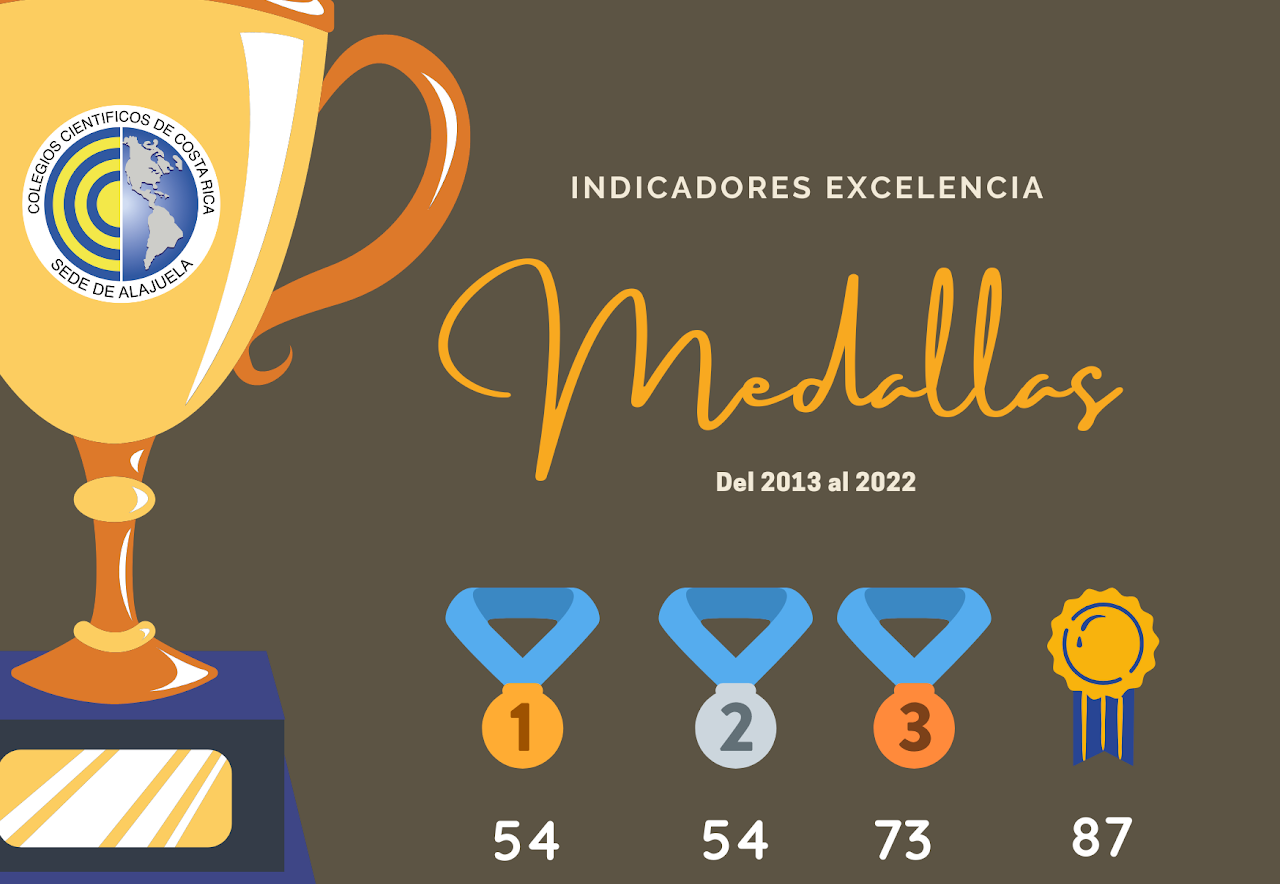 COLEGIOS CIENTIFICOS DE COSTA RICA
SEDE DE ALAJUELA
INDICADORES EXCELENCIA
Medallas
Del 2013 al 2022
1 2 3
54 54 73 87